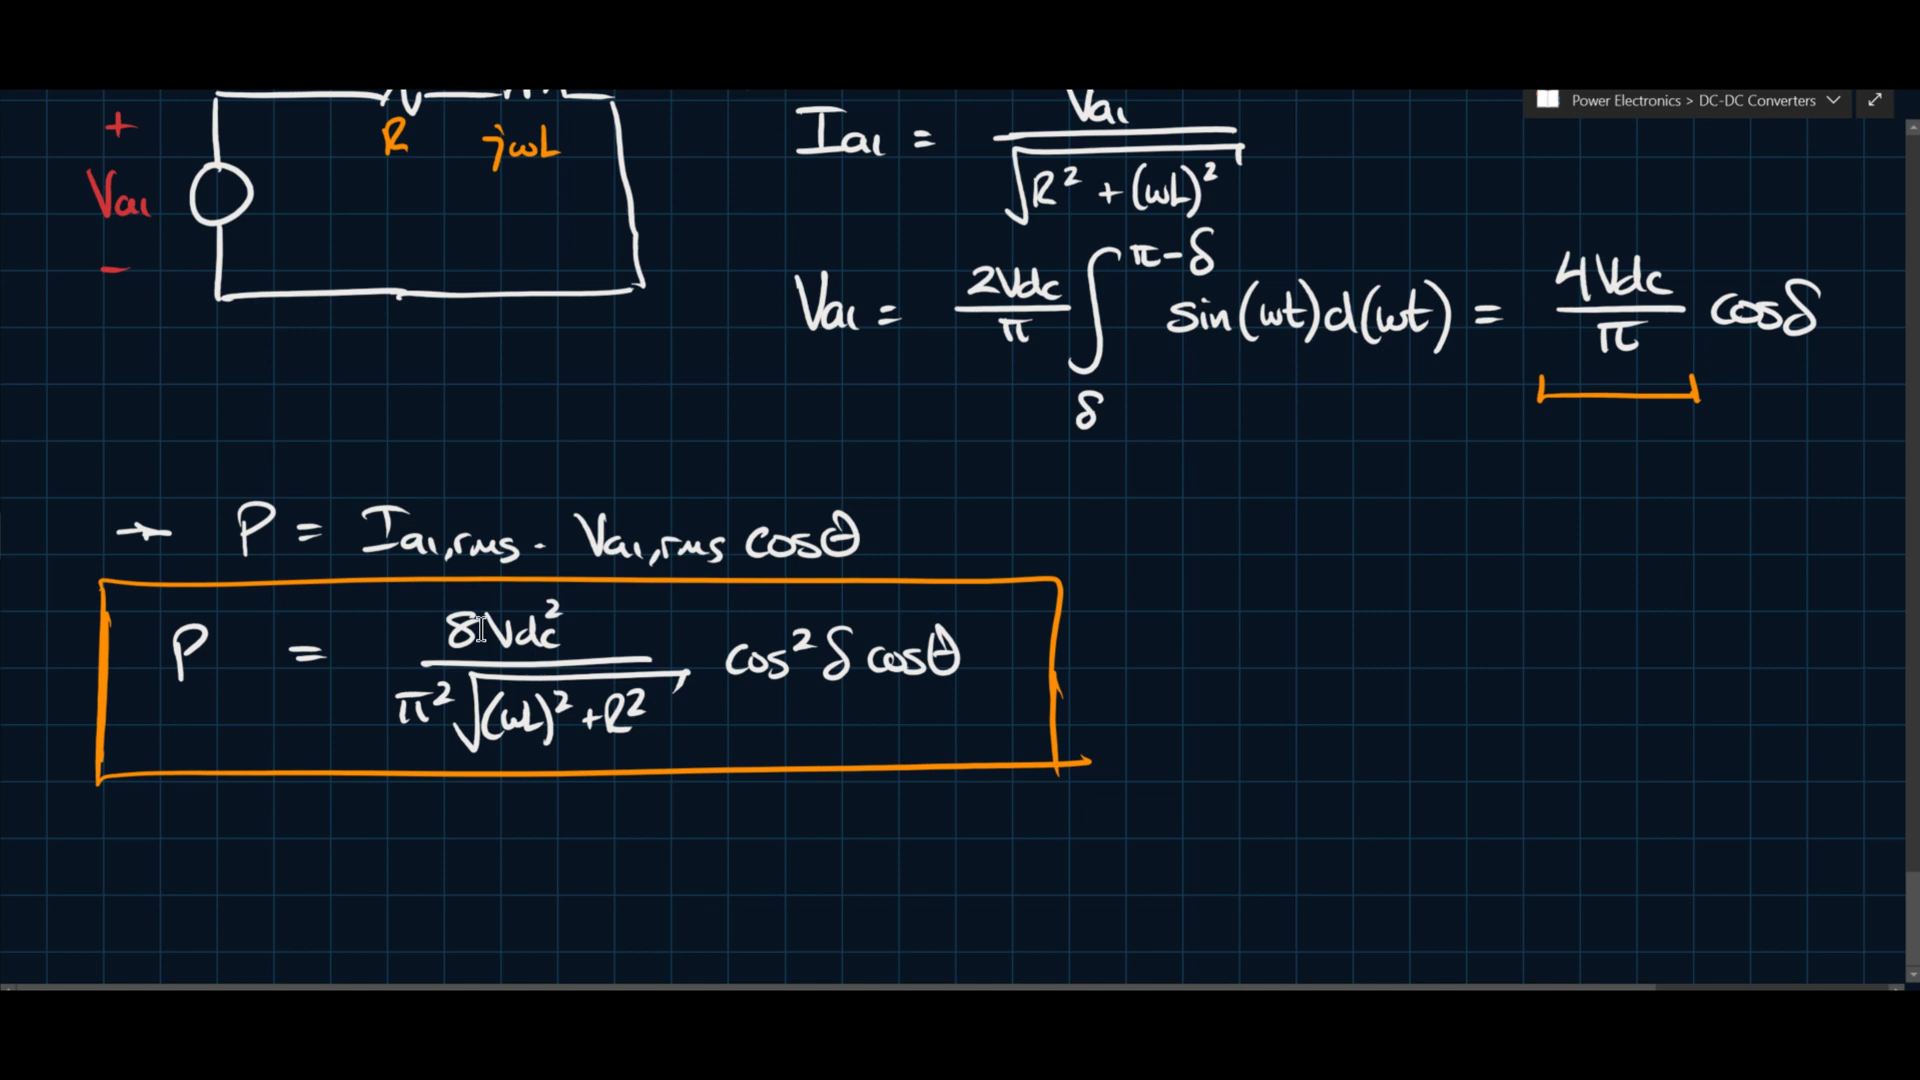 Power Electronics > DC-DC Converters
+
Va1
-
R
jωL
Ia1 = Va1 / √(R² + (ωL)²)
Va1 = 2Vdc/π ∫_δ^(π-δ) sin(ωt)d(ωt) = 4Vdc/π cosδ
→ P = Ia1,rms · Va1,rms cosθ
P = 8Vdc² / π²√((ωL)² + R²) cos²δ cosθ